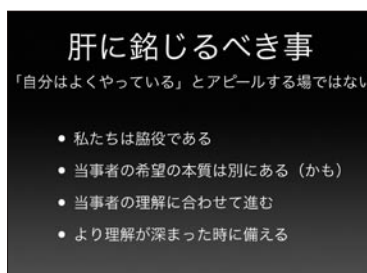 肝に銘じるべき事
「自分はよくやっている」とアピールする場ではない
• 私たちは脇役である
• 当事者の希望の本質は別にある（かも）
• 当事者の理解に合わせて進む
• より理解が深まった時に備える